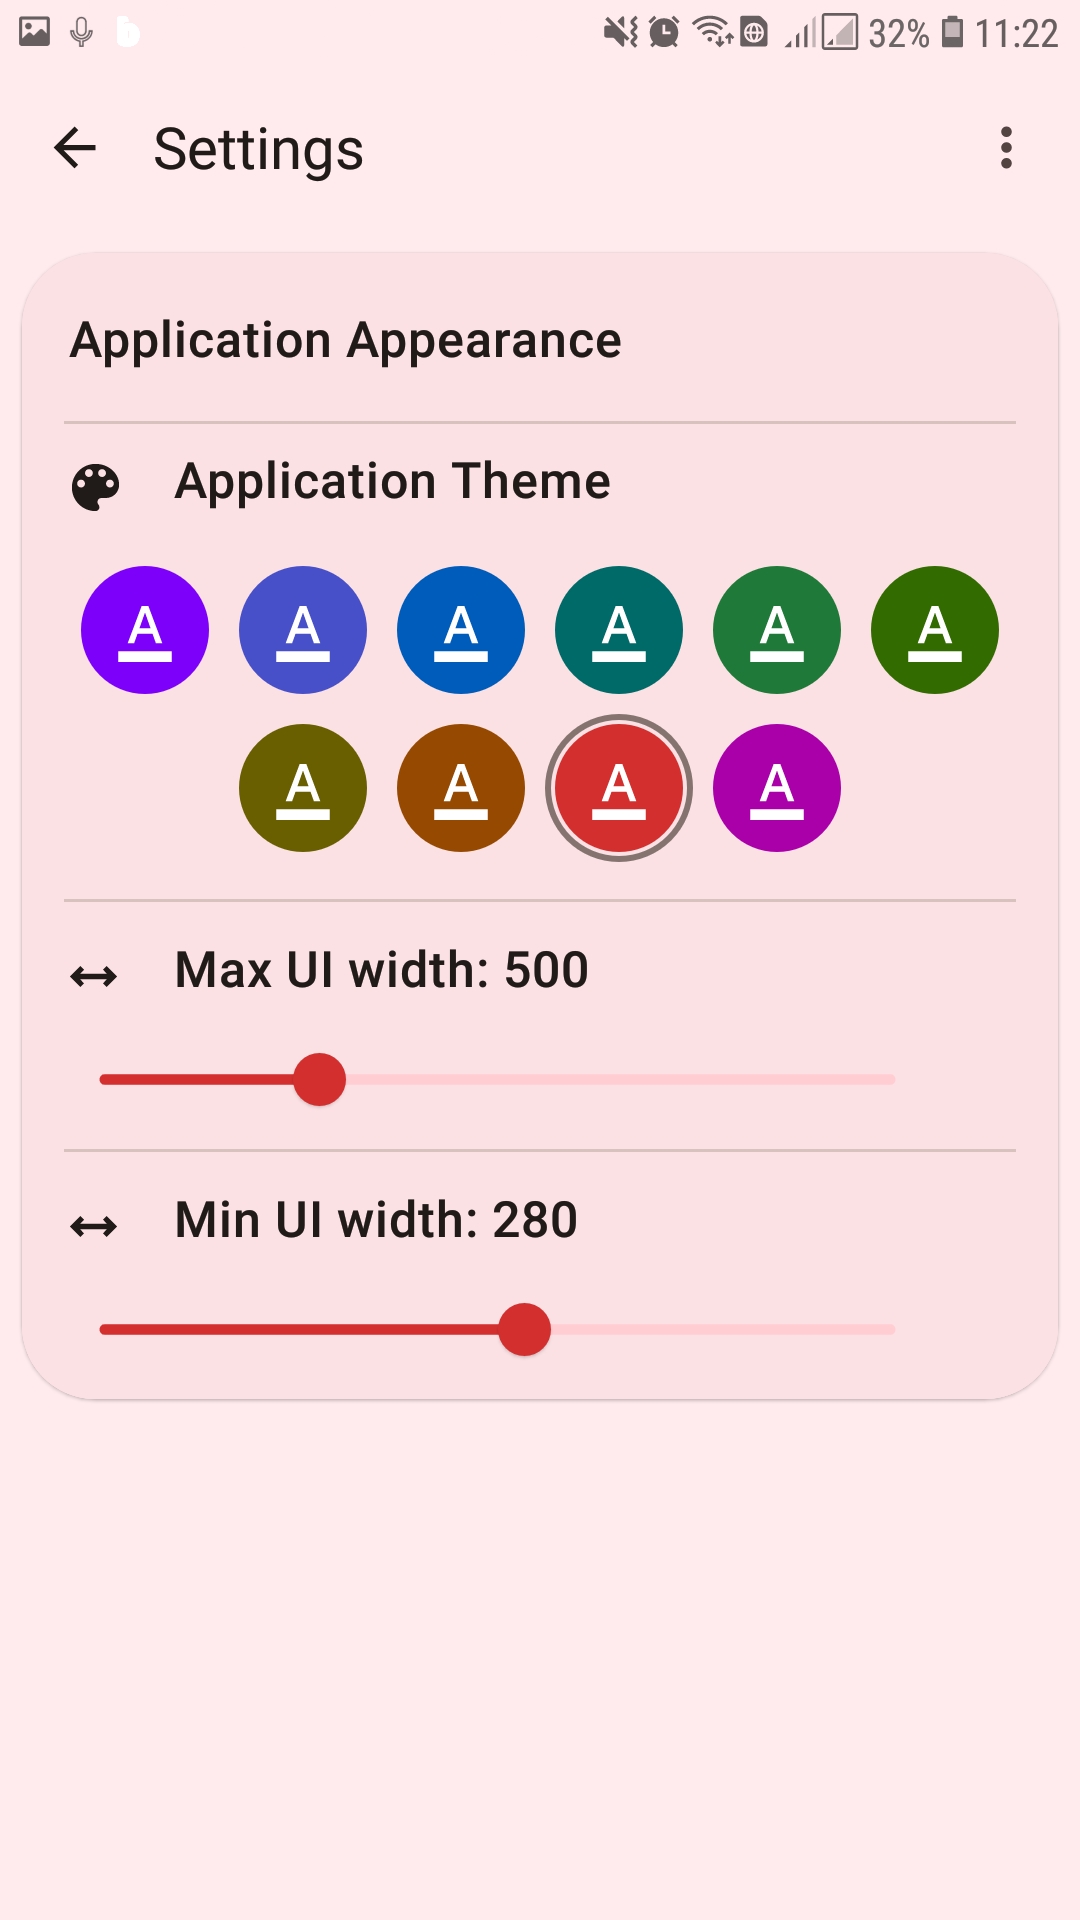 32% 11:22
Settings
Application Appearance
Application Theme
A A A A A A
A A A A
Max UI width: 500
Min UI width: 280